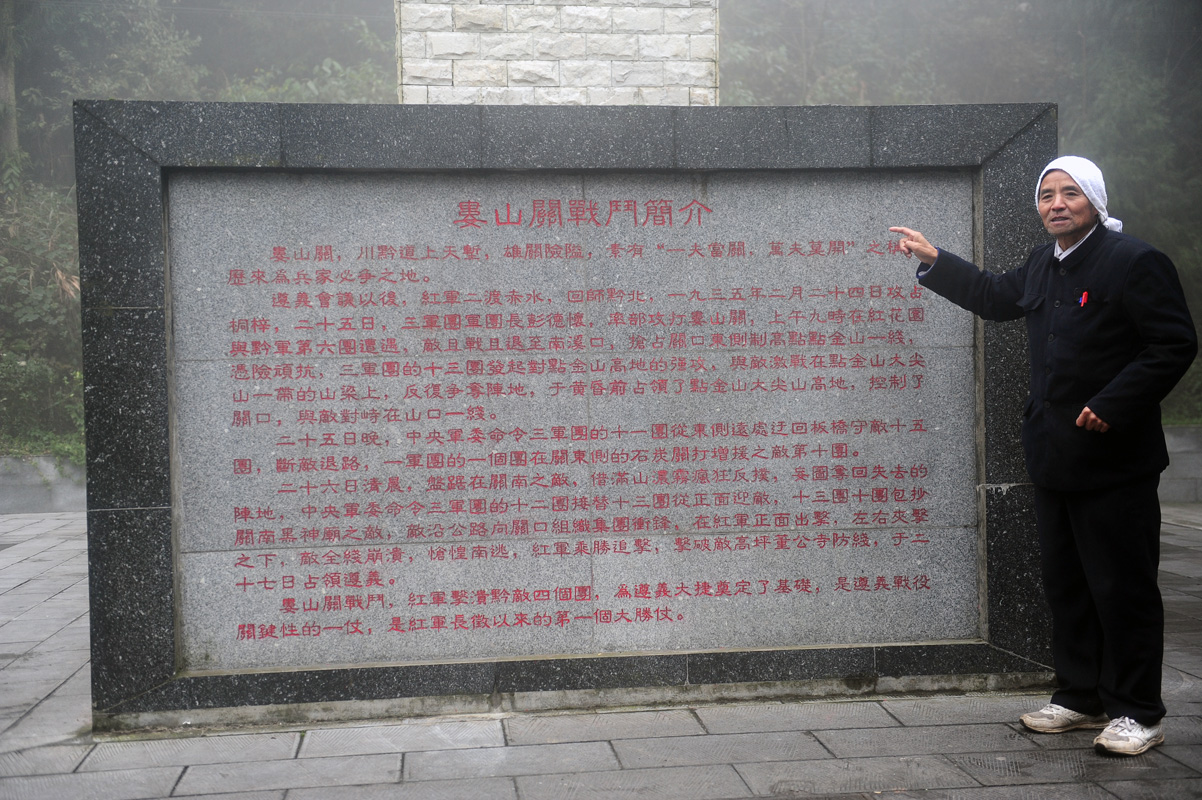 婁山關戰鬥簡介
婁山關，川黔道上天塹，雄關險隘，素有“一夫當關，萬夫莫開”之稱，
歷來為兵家必爭之地。
遵義會議以後，紅軍二渡赤水，回師黔北，一九三五年二月二十四日攻占
桐梓，二十五日，三軍團軍團長彭德懷，率部攻打婁山關，上午九時在紅花園
與黔軍第六團遭遇，敵且戰且退至南溪口，搶占關口東側制高點點金山一綫，
憑險頑抗，三軍團的十三團發起對點金山高地的强攻，與敵激戰在點金山大尖
山一帶的山梁上，反復爭奪陣地，于黄昏前占領了點金山大尖山高地，控制了
關口，與敵對峙在山口一綫。
二十五日晚，中央軍委命令三軍團的十一團從東側遠處迂回板橋守敵十五
團，斷敵退路，一軍團的一個團在關東側的石炭關打增援之敵第十團。
二十六日清晨，盤踞在關南之敵，借滿山濃霧瘋狂反撲，妄圖奪回失去的
陣地，中央軍委命令三軍團的十二團接替十三團從正面迎敵，十三團十團包抄
關南黑神廟之敵，敵沿公路向關口組織集團衝鋒，在紅軍正面出擊，左右夾擊
之下，敵全綫崩潰，愴惶南逃，紅軍乘勝追擊，擊破敵高坪董公寺防綫，于二
十七日占領遵義。
婁山關戰鬥，紅軍擊潰黔敵四個團，為遵義大捷奠定了基礎，是遵義戰役
關鍵性的一仗，是紅軍長徵以來的第一個大勝仗。